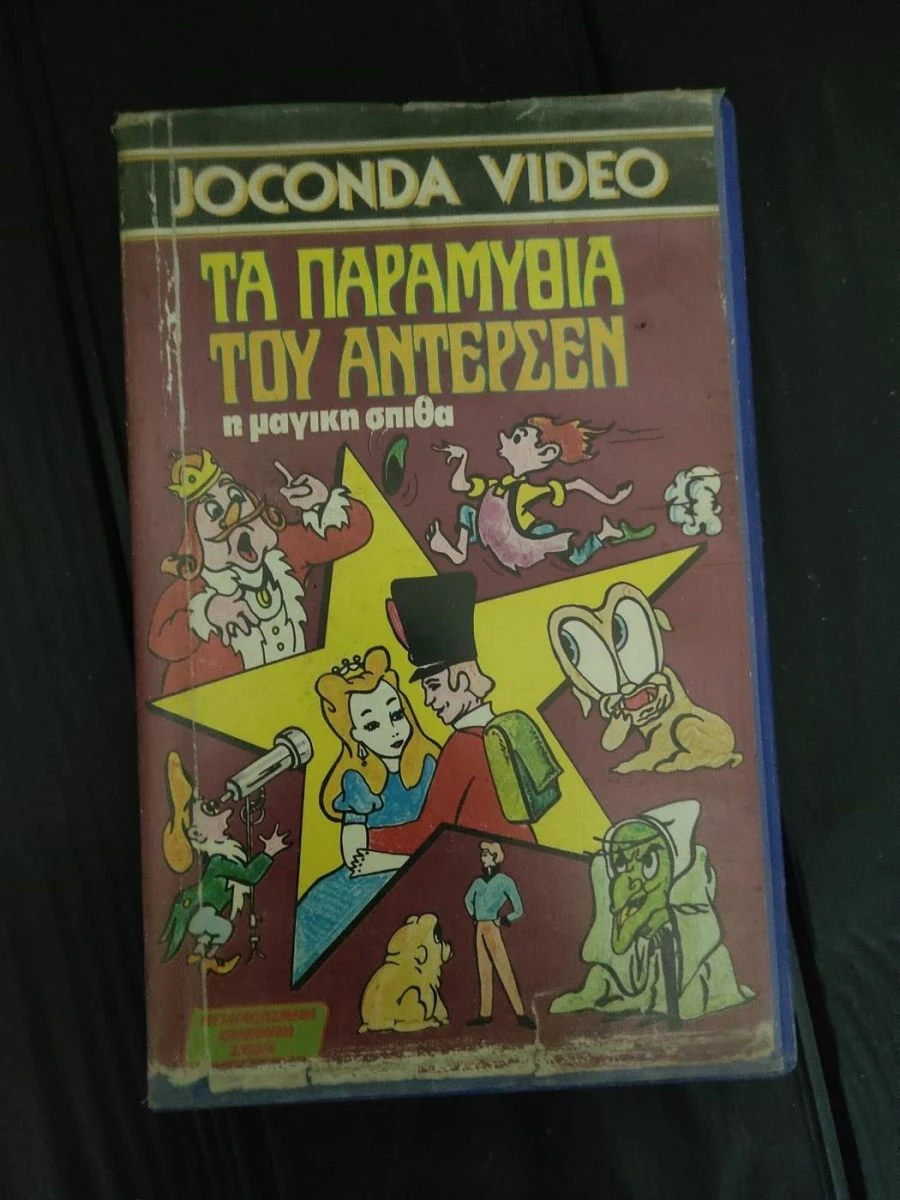 JOCONDA VIDEO
ΤΑ ΠΑΡΑΜΥΘΙΑ
ΤΟΥ ΑΝΤΕΡΣΕΝ
η μαγικη σπιθα